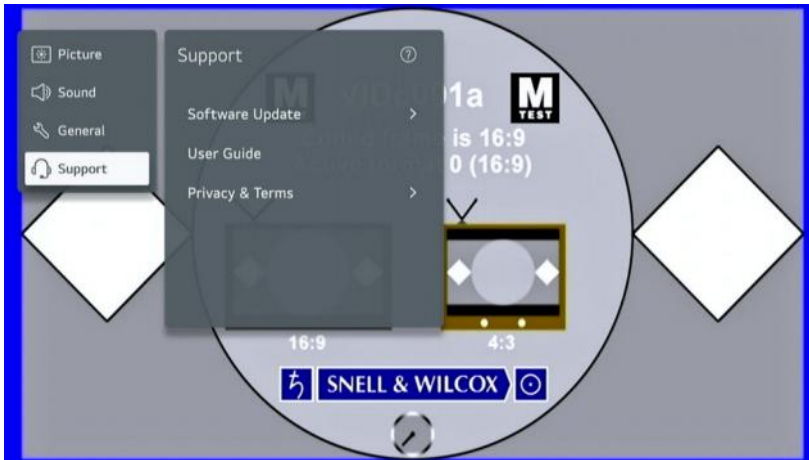 Picture
Sound
General
Support
Support
Software Update
User Guide
Privacy & Terms
M
1a
M
TEST
is 16:9
0 (16:9)
16:9
4:3
SNELL & WILCOX